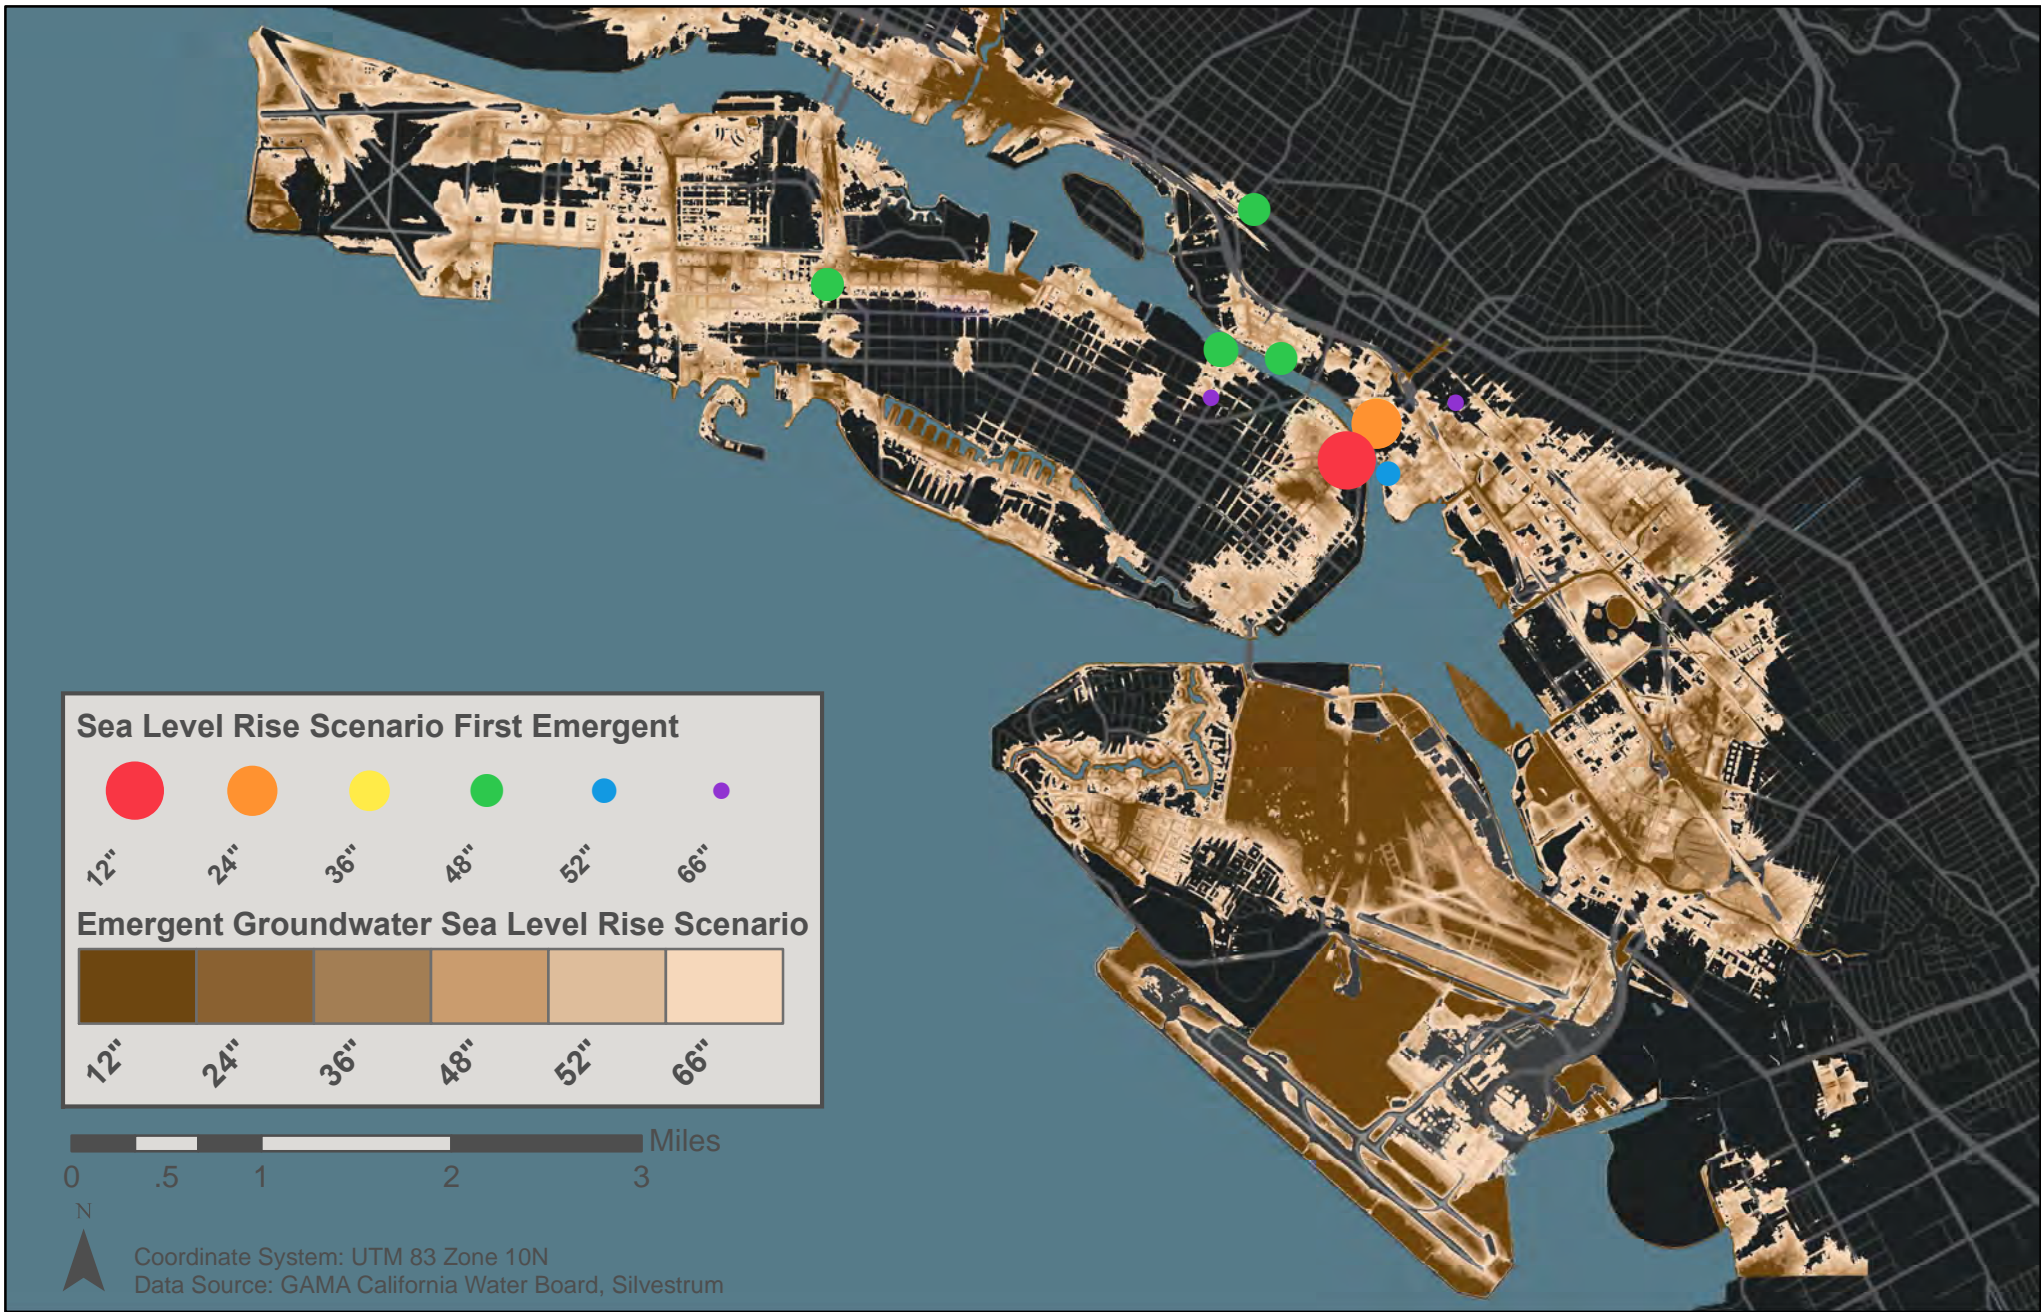 Sea Level Rise Scenario First Emergent
12" 24" 36" 48" 52" 66"
Emergent Groundwater Sea Level Rise Scenario
12" 24" 36" 48" 52" 66"
Miles
0 .5 1 2 3
N
Coordinate System: UTM 83 Zone 10N
Data Source: GAMA California Water Board, Silvestrum